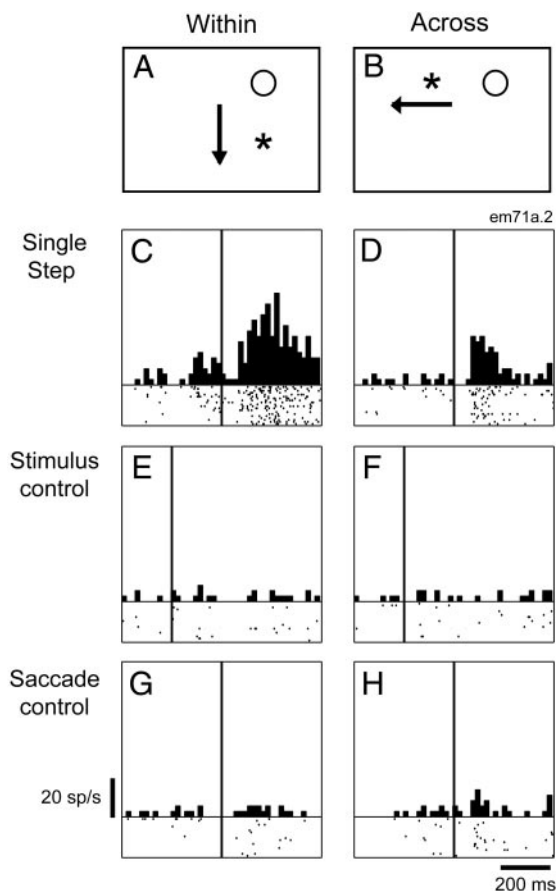 Within Across
A B
em71a.2
Single
Step
C D
Stimulus
control
E F
Saccade
control
G H
20 sp/s
200 ms